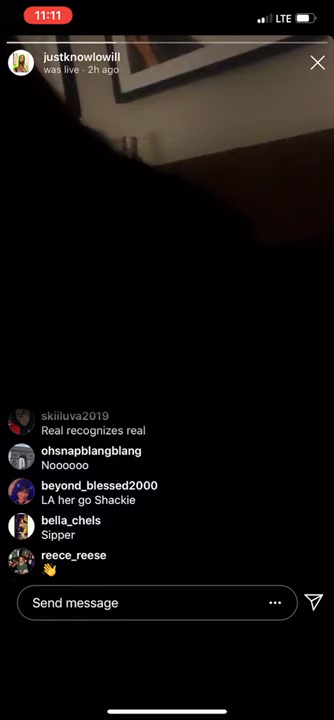 11:11
LTE
justknowlowill
was live · 2h ago
skiiluva2019
Real recognizes real
ohsnapblangblang
Noooooo
beyond_blessed2000
LA her go Shackie
bella_chels
Sipper
reece_reese
👋
Send message